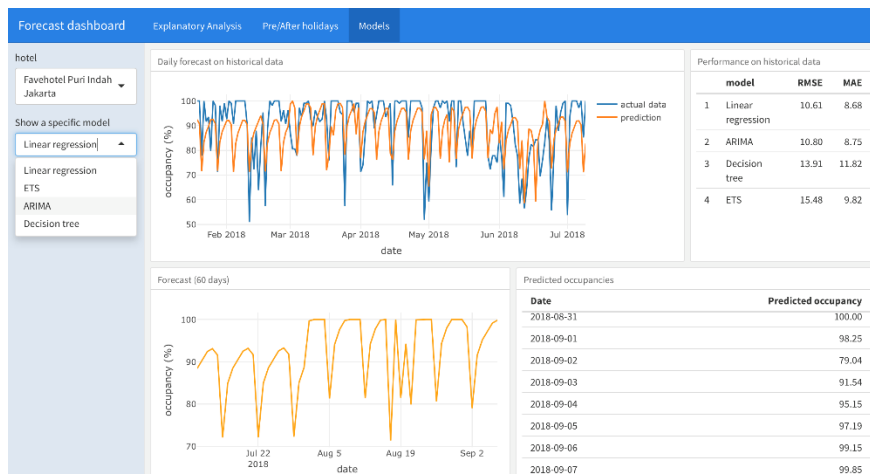 Forecast dashboard Explanatory Analysis Pre/After holidays Models
hotel
Favehotel Puri Indah
Jakarta
Show a specific model
Linear regression
Linear regression
ETS
ARIMA
Decision tree
Daily forecast on historical data
occupancy (%)
100
90
80
70
60
50
Feb 2018 Mar 2018 Apr 2018 May 2018 Jun 2018 Jul 2018
date
actual data
prediction
Performance on historical data
model RMSE MAE
1 Linear 10.61 8.68
regression
2 ARIMA 10.80 8.75
3 Decision 13.91 11.82
tree
4 ETS 15.48 9.82
Forecast (60 days)
occupancy (%)
100
90
80
70
Jul 22 Aug 5 Aug 19 Sep 2
2018
date
Predicted occupancies
Date Predicted occupancy
2018-08-31 100.00
2018-09-01 98.25
2018-09-02 79.04
2018-09-03 91.54
2018-09-04 95.15
2018-09-05 97.19
2018-09-06 99.15
2018-09-07 99.85